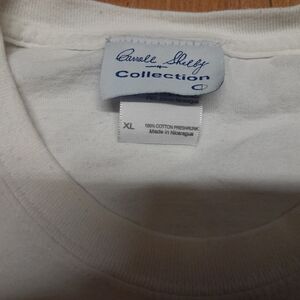 Carroll Shelby
Collection
XL
100% COTTON PRESHRUNK
Made in Nicaragua